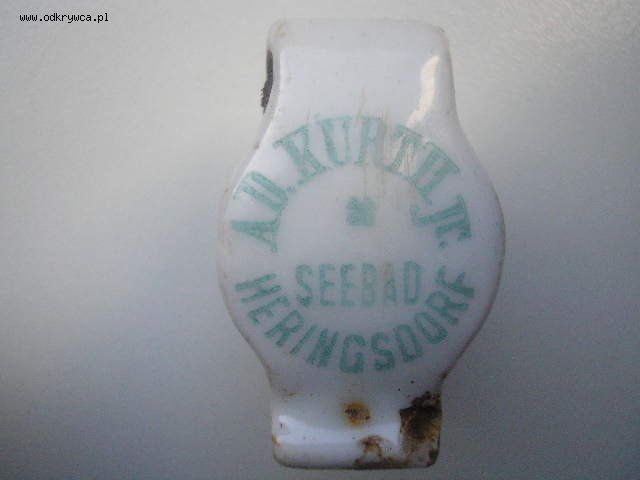 www.odkrywca.pl
AD. KURTH. Jr.
SEEBAD
HERINGSDORF